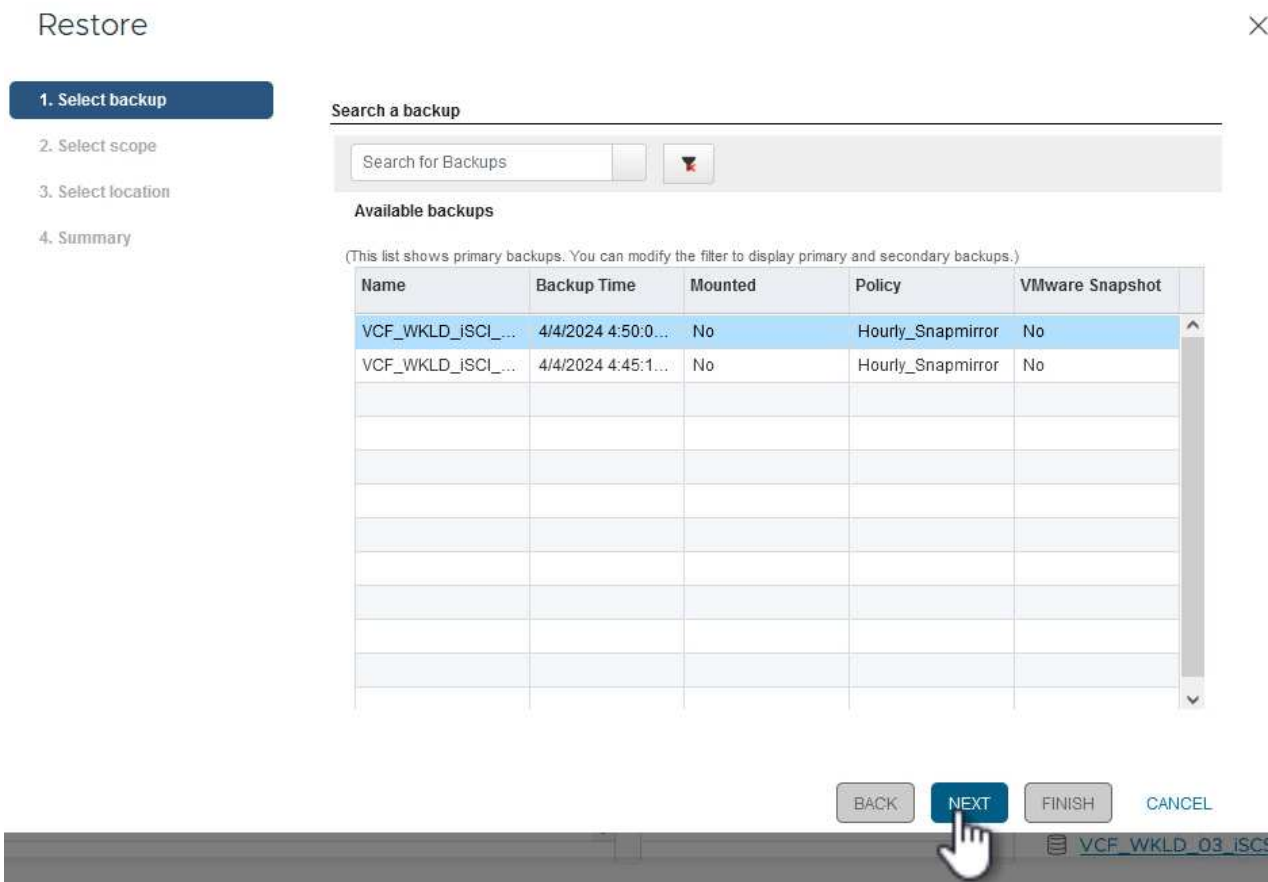 Restore
1. Select backup
2. Select scope
3. Select location
4. Summary
Search a backup
Search for Backups
Available backups
(This list shows primary backups. You can modify the filter to display primary and secondary backups.)
Name Backup Time Mounted Policy VMware Snapshot
VCF_WKLD_iSCI_... 4/4/2024 4:50:0... No Hourly_Snapmirror No
VCF_WKLD_iSCI_... 4/4/2024 4:45:1... No Hourly_Snapmirror No
BACK NEXT FINISH CANCEL
VCF_WKLD_03_iSCS